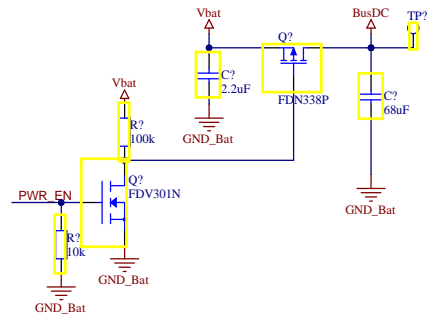 Vbat
BusDC
TP?
Q?
C?
2.2uF
FDN338P
C?
68uF
GND_Bat
Vbat
R?
100k
Q?
FDV301N
GND_Bat
PWR_EN
R?
10k
GND_Bat
GND_Bat